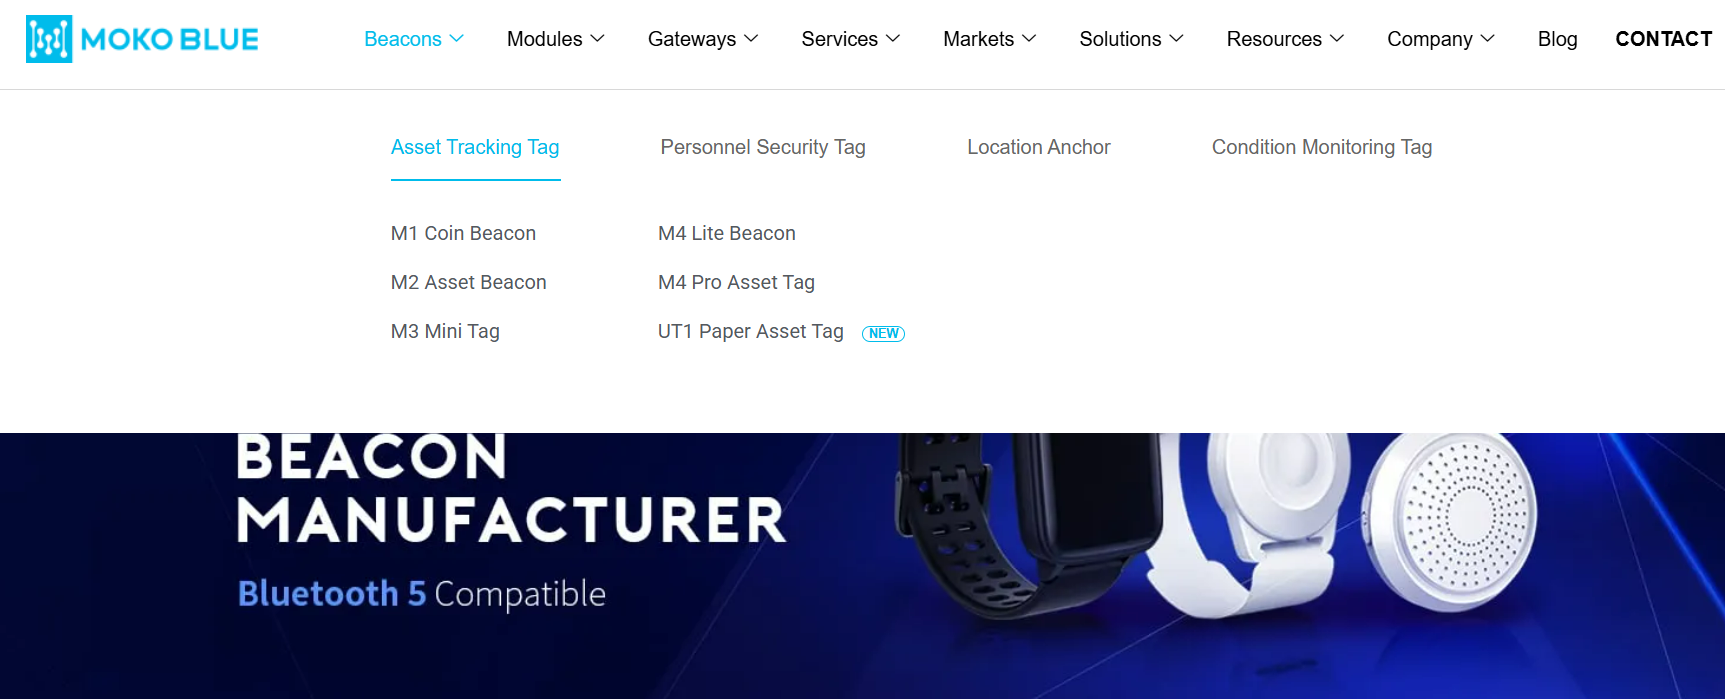 MOKO BLUE
Beacons Modules Gateways Services Markets Solutions Resources Company Blog CONTACT
Asset Tracking Tag Personnel Security Tag Location Anchor Condition Monitoring Tag
M1 Coin Beacon M4 Lite Beacon
M2 Asset Beacon M4 Pro Asset Tag
M3 Mini Tag UT1 Paper Asset Tag NEW
BEACON
MANUFACTURER
Bluetooth 5 Compatible